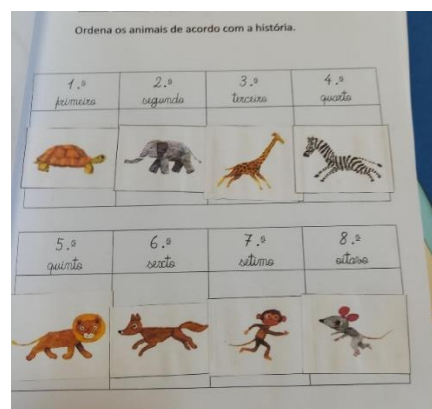 Ordena os animais de acordo com a história.
1.º 2.º 3.º 4.º
primeiro segundo terceiro quarto
5.º 6.º 7.º 8.º
quinto sexto sétimo oitavo